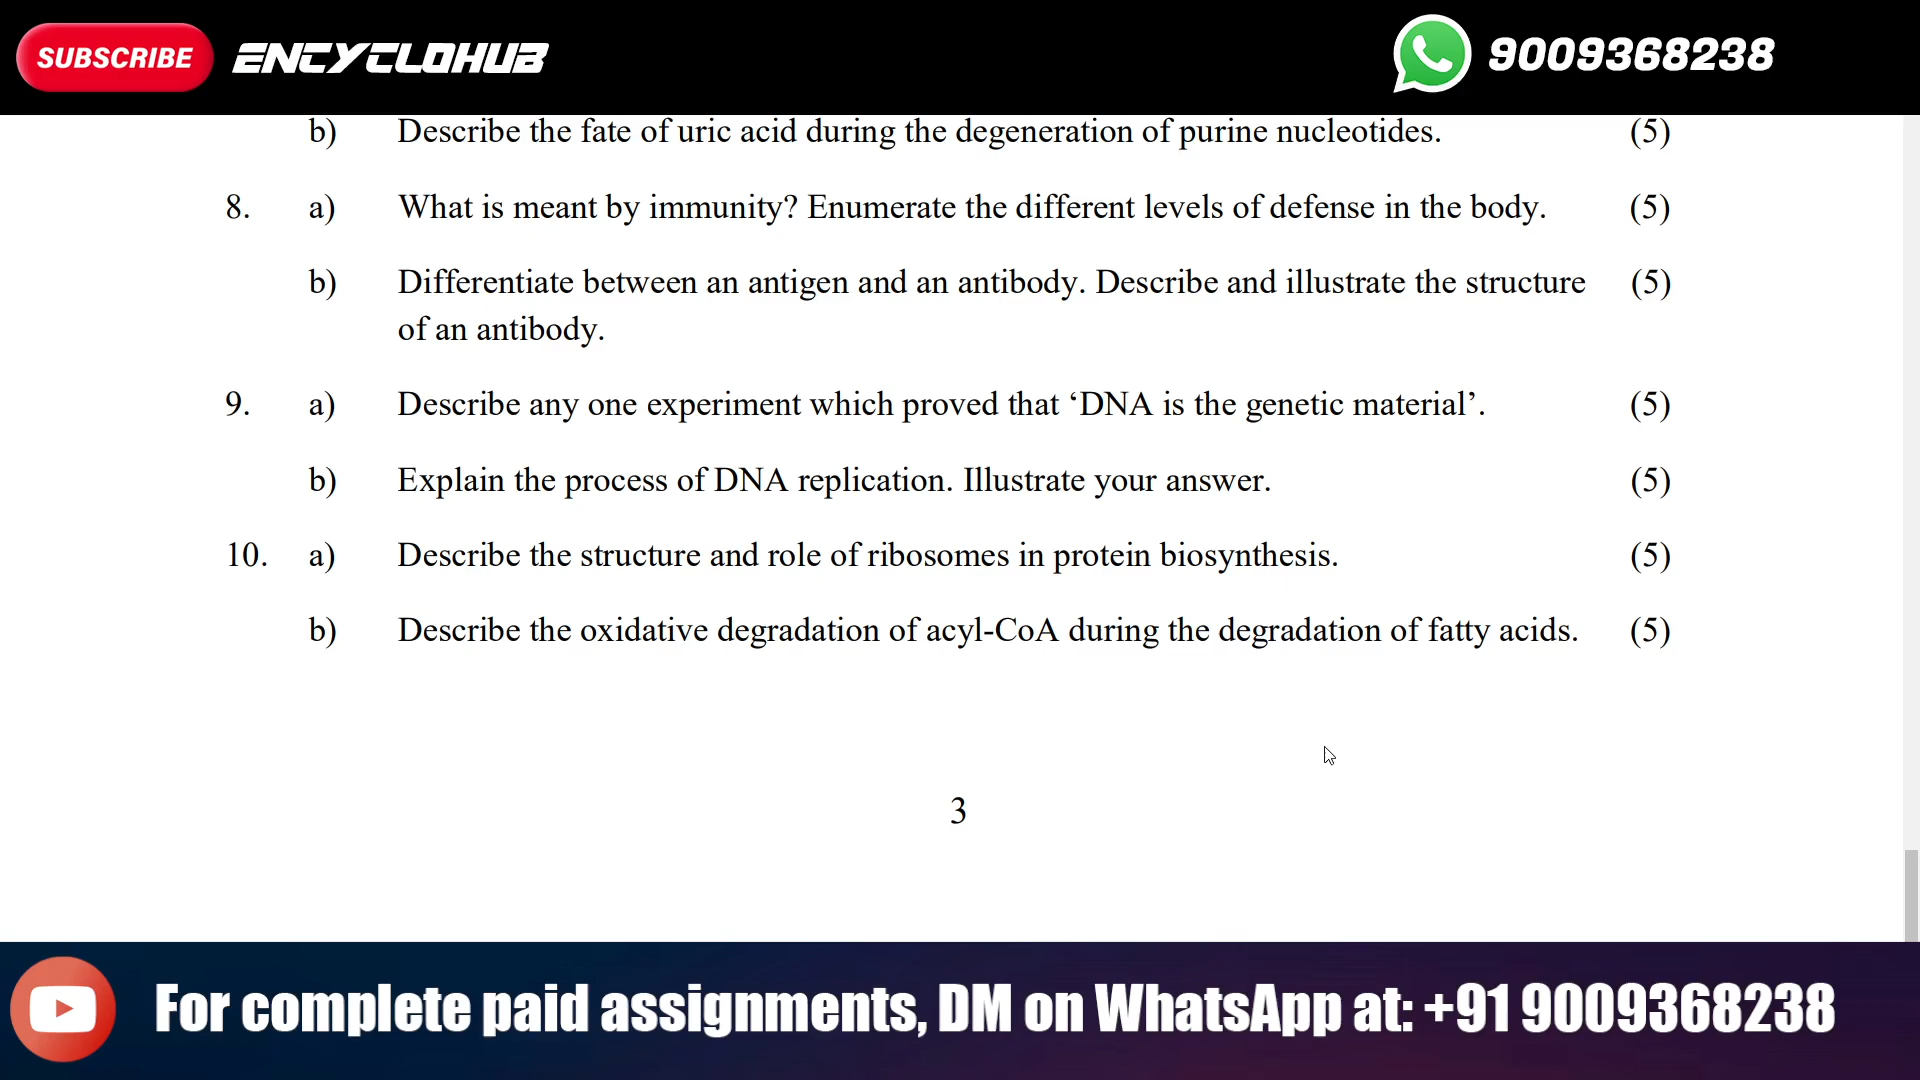 SUBSCRIBE ENCYCLOHUB 9009368238
b) Describe the fate of uric acid during the degeneration of purine nucleotides. (5)
8. a) What is meant by immunity? Enumerate the different levels of defense in the body. (5)
b) Differentiate between an antigen and an antibody. Describe and illustrate the structure (5)
of an antibody.
9. a) Describe any one experiment which proved that ‘DNA is the genetic material’. (5)
b) Explain the process of DNA replication. Illustrate your answer. (5)
10. a) Describe the structure and role of ribosomes in protein biosynthesis. (5)
b) Describe the oxidative degradation of acyl-CoA during the degradation of fatty acids. (5)
3
For complete paid assignments, DM on WhatsApp at: +91 9009368238